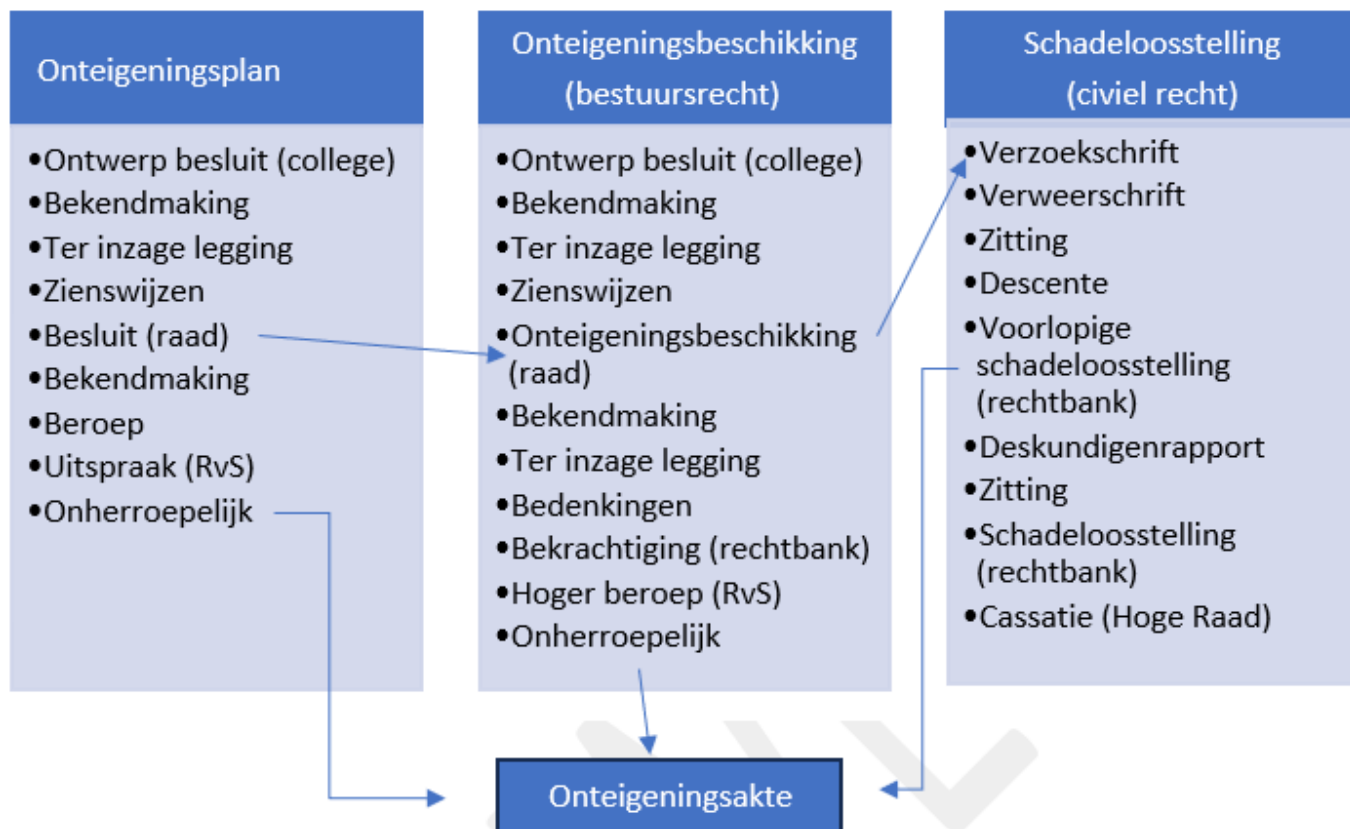 Onteigeningsplan
•Ontwerp besluit (college)
•Bekendmaking
•Ter inzage legging
•Zienswijzen
•Besluit (raad)
•Bekendmaking
•Beroep
•Uitspraak (RvS)
•Onherroepelijk
Onteigeningsbeschikking
(bestuursrecht)
•Ontwerp besluit (college)
•Bekendmaking
•Ter inzage legging
•Zienswijzen
•Onteigeningsbeschikking
(raad)
•Bekendmaking
•Ter inzage legging
•Bedenkingen
•Bekrachtiging (rechtbank)
•Hoger beroep (RvS)
•Onherroepelijk
Schadeloosstelling
(civiel recht)
•Verzoekschrift
•Verweerschrift
•Zitting
•Descente
•Voorlopige
schadeloosstelling
(rechtbank)
•Deskundigenrapport
•Zitting
•Schadeloosstelling
(rechtbank)
•Cassatie (Hoge Raad)
Onteigeningsakte